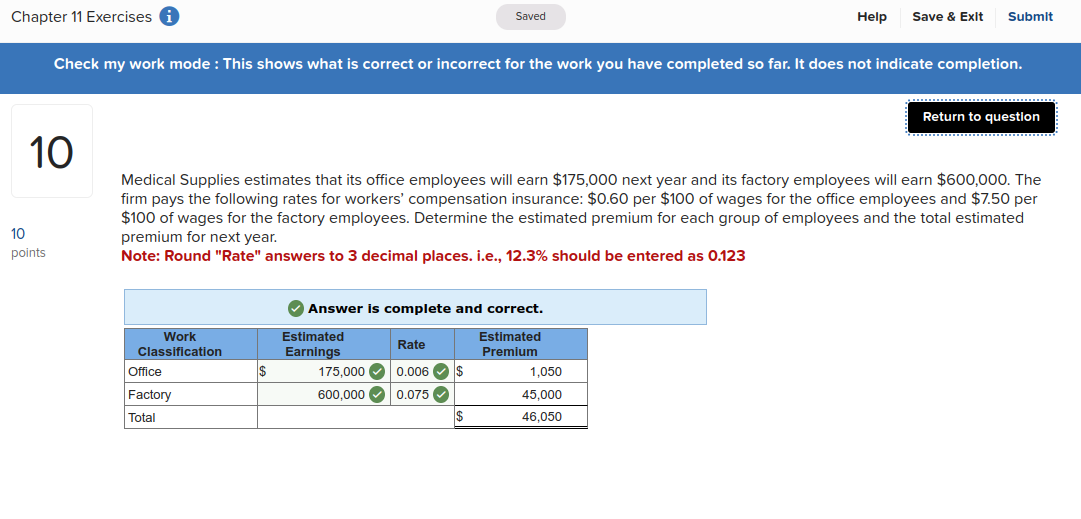 Chapter 11 Exercises i
Saved
Help Save & Exit Submit
Check my work mode : This shows what is correct or incorrect for the work you have completed so far. It does not indicate completion.
Return to question
10
10
points
Medical Supplies estimates that its office employees will earn $175,000 next year and its factory employees will earn $600,000. The
firm pays the following rates for workers' compensation insurance: $0.60 per $100 of wages for the office employees and $7.50 per
$100 of wages for the factory employees. Determine the estimated premium for each group of employees and the total estimated
premium for next year.
Note: Round "Rate" answers to 3 decimal places. i.e., 12.3% should be entered as 0.123
Answer is complete and correct.
Work Classification Estimated Earnings Rate Estimated Premium
Office $ 175,000 0.006 $ 1,050
Factory 600,000 0.075 45,000
Total $ 46,050